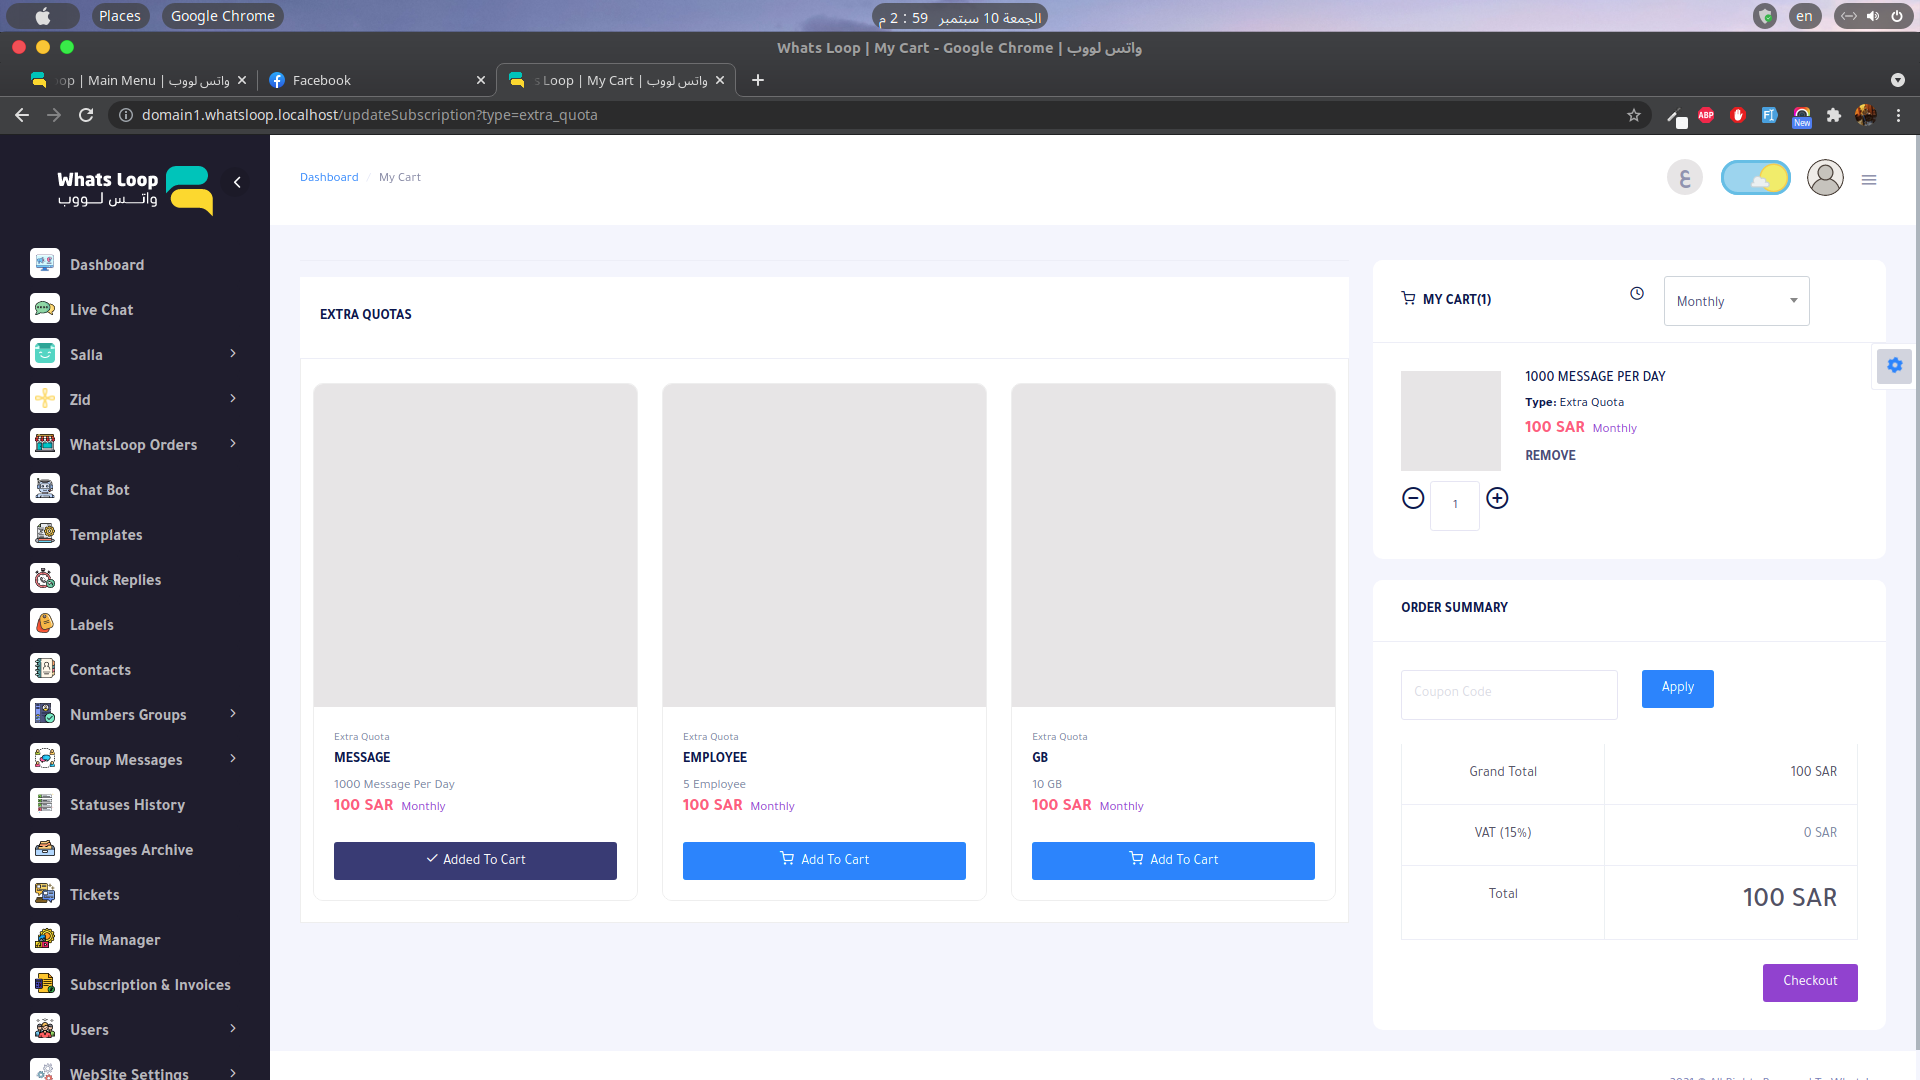 Places
Google Chrome
الجمعة 10 سبتمبر  59 : 2 م
en
Whats Loop | My Cart - Google Chrome | واتس لووب
op | Main Menu | واتس لووب
Facebook
s Loop | My Cart | واتس لووب
domain1.whatsloop.localhost/updateSubscription?type=extra_quota
ABP
New
Whats Loop
واتــس لـــووب
Dashboard / My Cart
ع
Dashboard
Live Chat
Salla
Zid
WhatsLoop Orders
Chat Bot
Templates
Quick Replies
Labels
Contacts
Numbers Groups
Group Messages
Statuses History
Messages Archive
Tickets
File Manager
Subscription & Invoices
Users
WebSite Settings
EXTRA QUOTAS
Extra Quota
MESSAGE
1000 Message Per Day
100 SAR Monthly
Added To Cart
Extra Quota
EMPLOYEE
5 Employee
100 SAR Monthly
Add To Cart
Extra Quota
GB
10 GB
100 SAR Monthly
Add To Cart
MY CART(1)
Monthly
1000 MESSAGE PER DAY
Type: Extra Quota
100 SAR Monthly
REMOVE
1
ORDER SUMMARY
Coupon Code
Apply
Grand Total 100 SAR
VAT (15%) 0 SAR
Total 100 SAR
Checkout